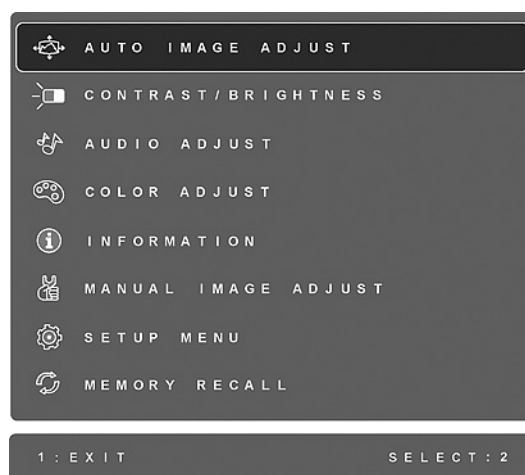 AUTO IMAGE ADJUST
CONTRAST/BRIGHTNESS
AUDIO ADJUST
COLOR ADJUST
INFORMATION
MANUAL IMAGE ADJUST
SETUP MENU
MEMORY RECALL
1:EXIT SELECT:2